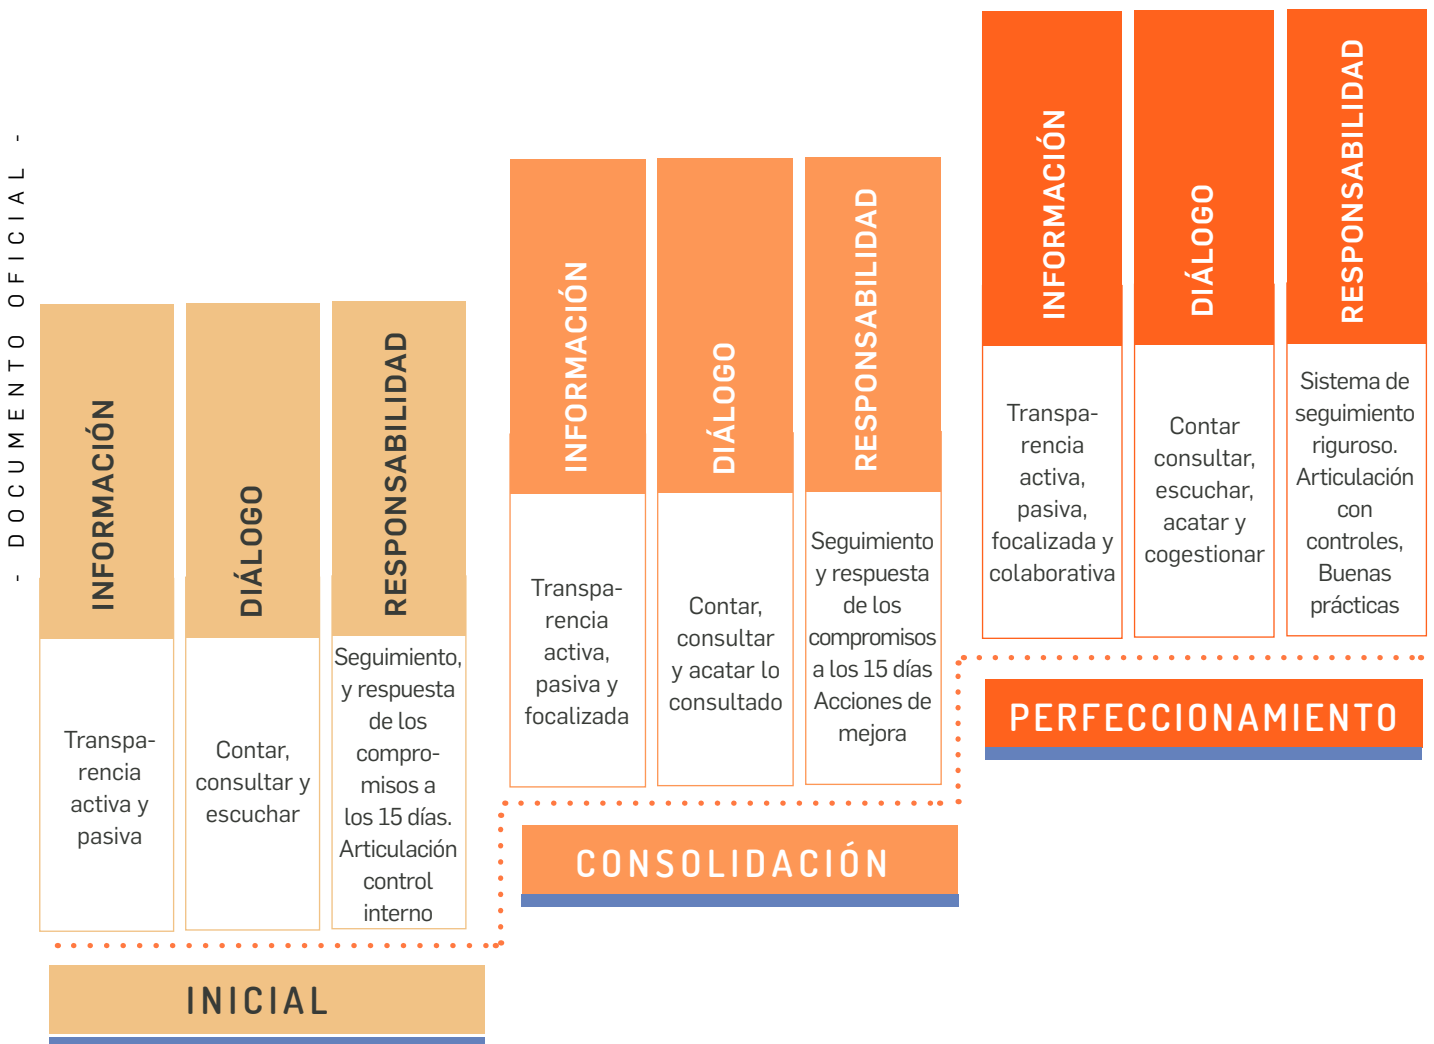 - DOCUMENTO OFICIAL -
INFORMACIÓN
Transpa-
rencia
activa y
pasiva
DIÁLOGO
Contar,
consultar y
escuchar
RESPONSABILIDAD
Seguimiento,
y respuesta
de los
compro-
misos a
los 15 días.
Articulación
control
interno
INICIAL
INFORMACIÓN
Transpa-
rencia
activa,
pasiva y
focalizada
DIÁLOGO
Contar,
consultar
y acatar lo
consultado
RESPONSABILIDAD
Seguimiento
y respuesta
de los
compromisos
a los 15 días
Acciones de
mejora
CONSOLIDACIÓN
INFORMACIÓN
Transpa-
rencia
activa,
pasiva,
focalizada y
colaborativa
DIÁLOGO
Contar
consultar,
escuchar,
acatar y
cogestionar
RESPONSABILIDAD
Sistema de
seguimiento
riguroso.
Articulación
con
controles,
Buenas
prácticas
PERFECCIONAMIENTO